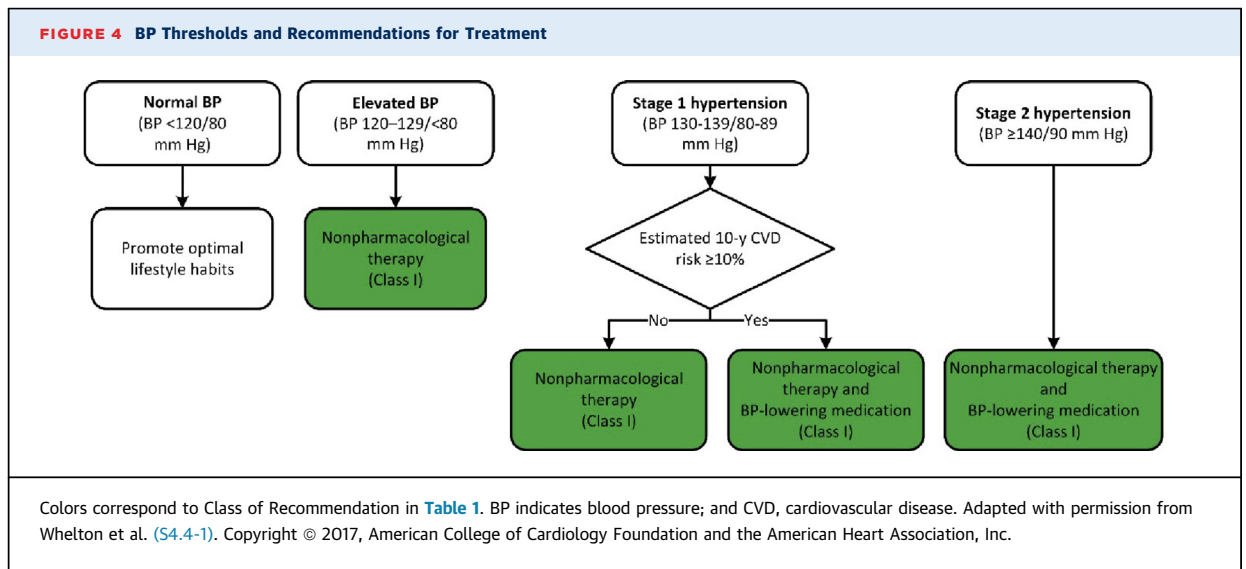 FIGURE 4 BP Thresholds and Recommendations for Treatment
Normal BP
(BP <120/80
mm Hg)
Elevated BP
(BP 120–129/<80
mm Hg)
Stage 1 hypertension
(BP 130-139/80-89
mm Hg)
Stage 2 hypertension
(BP ≥140/90 mm Hg)
Promote optimal
lifestyle habits
Nonpharmacological
therapy
(Class I)
Estimated 10-y CVD
risk ≥10%
No
Yes
Nonpharmacological
therapy
(Class I)
Nonpharmacological
therapy and
BP-lowering medication
(Class I)
Nonpharmacological therapy
and
BP-lowering medication
(Class I)
Colors correspond to Class of Recommendation in Table 1. BP indicates blood pressure; and CVD, cardiovascular disease. Adapted with permission from
Whelton et al. (S4.4-1). Copyright © 2017, American College of Cardiology Foundation and the American Heart Association, Inc.